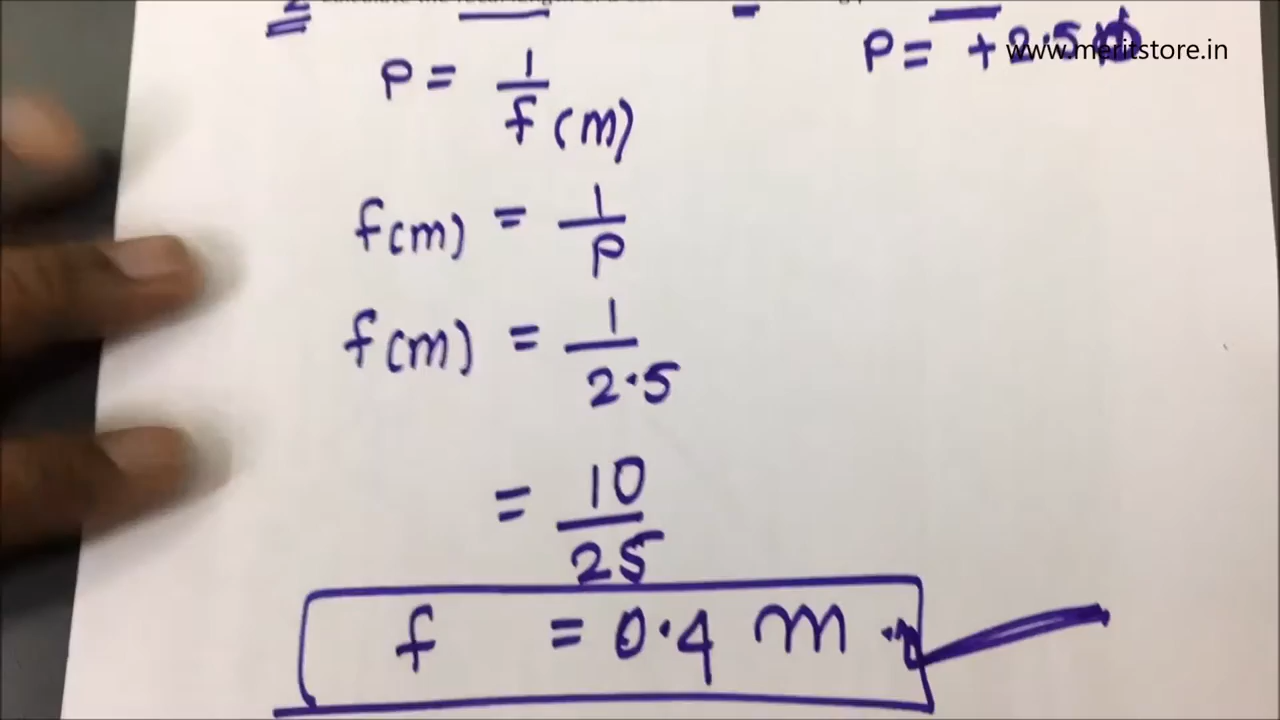 P = +2.5
www.meritstore.in
P = 1/f (m)
f(m) = 1/P
f(m) = 1/2.5
= 10/25
f = 0.4 m